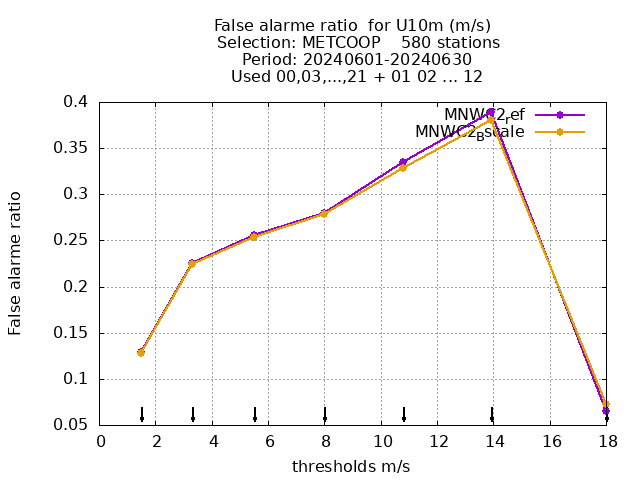 False alarme ratio  for U10m (m/s)
Selection: METCOOP    580 stations
Period: 20240601-20240630
Used 00,03,...,21 + 01 02 ... 12
0.4
0.35
0.3
0.25
0.2
0.15
0.1
0.05
False alarme ratio
MNWC2_ref
MNWC2_Bscale
0 2 4 6 8 10 12 14 16 18
thresholds m/s